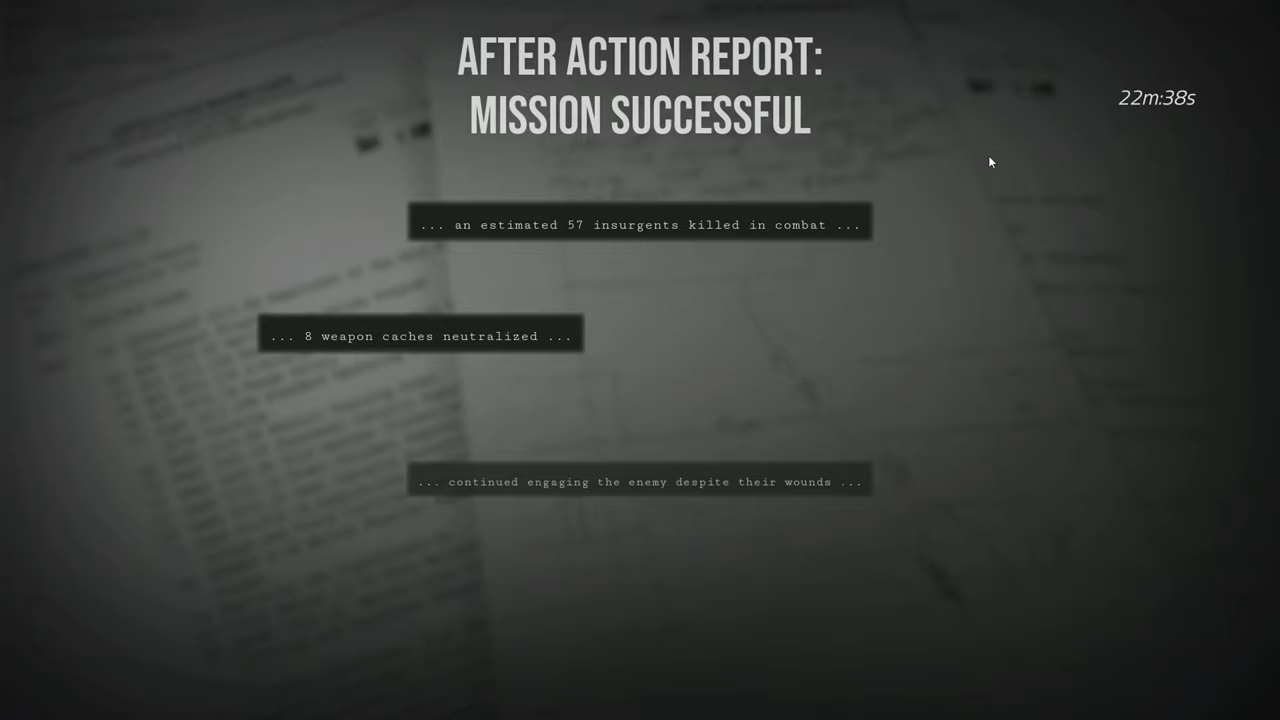 AFTER ACTION REPORT:
MISSION SUCCESSFUL
22m:38s
... an estimated 57 insurgents killed in combat ...
... 8 weapon caches neutralized ...
... continued engaging the enemy despite their wounds ...